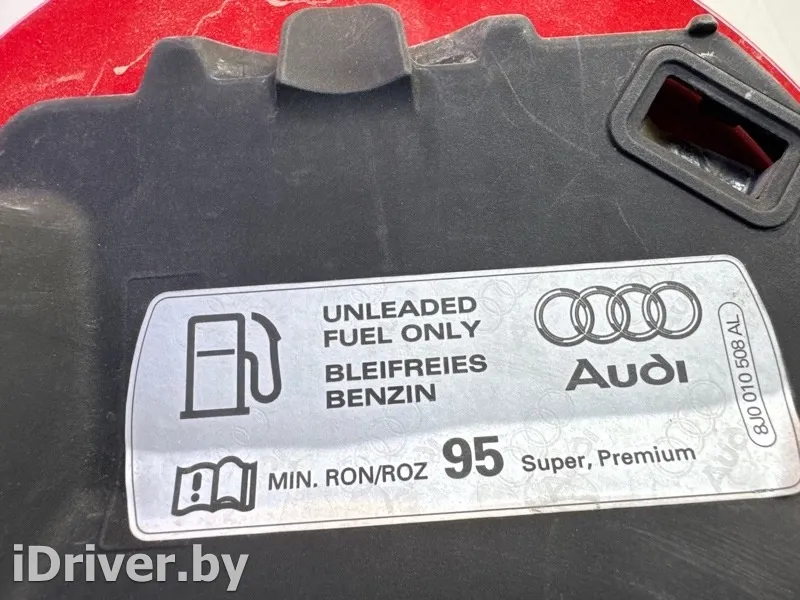 UNLEADED
FUEL ONLY
BLEIFREIES
BENZIN
Audi
8J0 010 508 AL
MIN. RON/ROZ 95 Super, Premium
iDriver.by